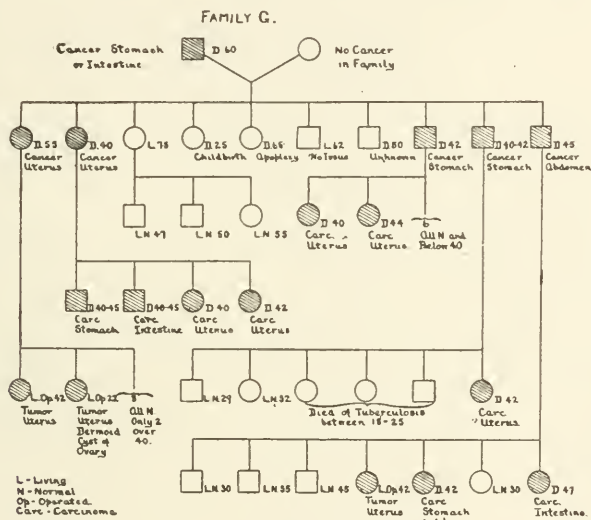 FAMILY G.
Cancer Stomach
or Intestine
D 60
No Cancer
in Family
D.55
Cancer
Uterus
D.40
Cancer
Uterus
L.75
D.25
Childbirth
D.68
Apoplexy
L.62
D.50
Unknown
D 42
Cancer
Stomach
D 40-42
Cancer
Stomach
D 45
Cancer
Abdomen
L.N.47
L.N.50
L.N.55
D 40
Carc.
Uterus
D 44
Carc
Uterus
6
All N and
Below 40
D 40-45
Carc
Stomach
D 40-45
Carc
Intestine
D 40
Carc
Uterus
D.42
Carc
Uterus
L.Op.42
Tumor
Uterus
L.Op.22
Tumor
Uterus
Dermoid
Cyst of
Ovary
8
All N.
Only 2
over
40.
L.N.29
L.N.32
Died of Tuberculosis
between 18-25
D 42
Carc
Uterus
L.N 30
L.N 35
L.N 45
L.Op 42
Tumor
Uterus
D.42
Carc
Stomach
L.N 30
D 47
Carc.
Intestine.
L - Living
N - Normal
Op - Operated
Carc - Carcinoma